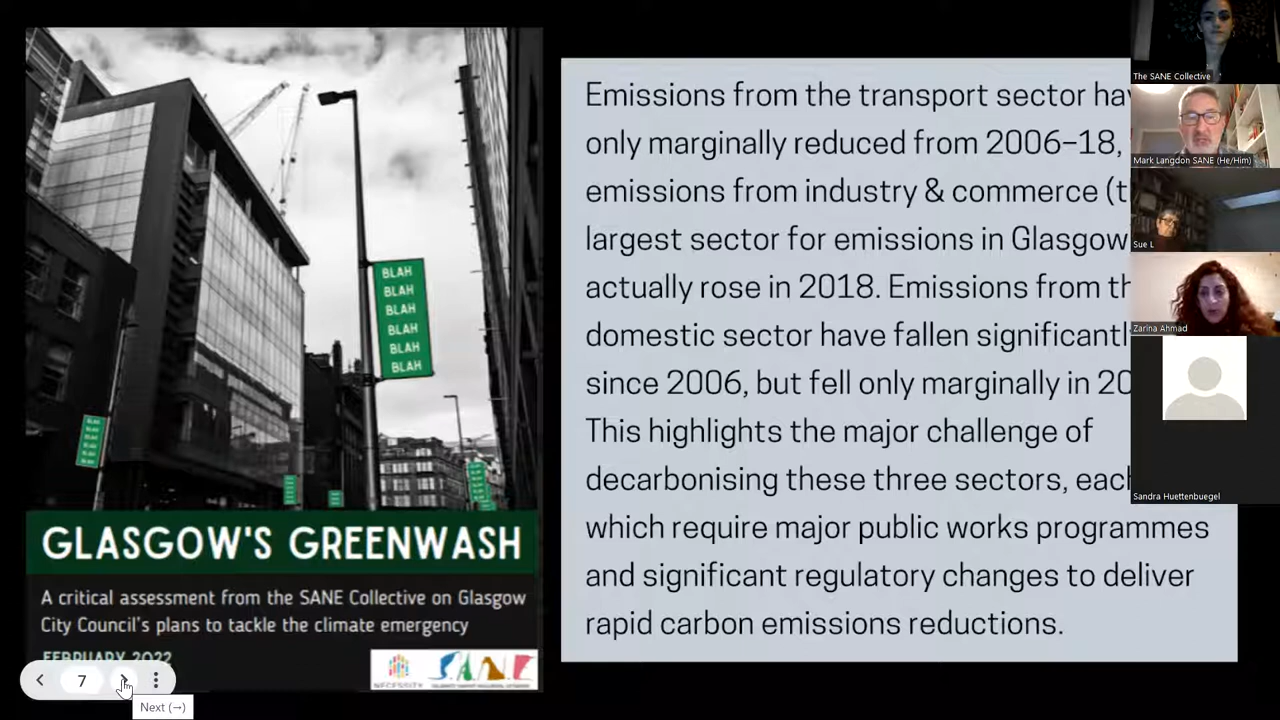 BLAH
BLAH
BLAH
BLAH
BLAH
BLAH
GLASGOW'S GREENWASH
A critical assessment from the SANE Collective on Glasgow
City Council's plans to tackle the climate emergency
FEBRUARY 2022
NECESSITY
S.A.N.E
7
Next (→)
Emissions from the transport sector
only marginally reduced from 2006–18,
emissions from industry & commerce
largest sector for emissions in Glasgow
actually rose in 2018. Emissions from
domestic sector have fallen
since 2006, but fell only marginally in
This highlights the major challenge of
decarbonising these three sectors,
which require major public works programmes
and significant regulatory changes to deliver
rapid carbon emissions reductions.
The SANE Collective
Mark Langdon SANE (He/Him)
Sue L
Zarina Ahmad
Sandra Huettenbuegel